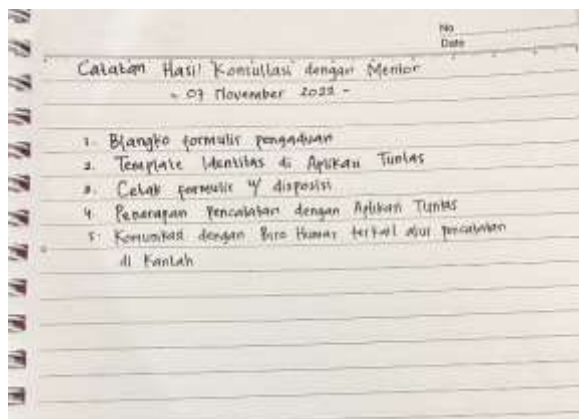 No
Date
Catatan Hasil Konsultasi dengan Mentor
- 07 November 2022 -
1. Blangko formulir pengaduan
2. Template Identitas di Aplikasi Tuntas
3. Cetak formulir u/ disposisi
4. Penerapan Pencatatan dengan Aplikasi Tuntas
5. Komunikasi dengan Biro Humas terkait alur pencatatan
di Kantah